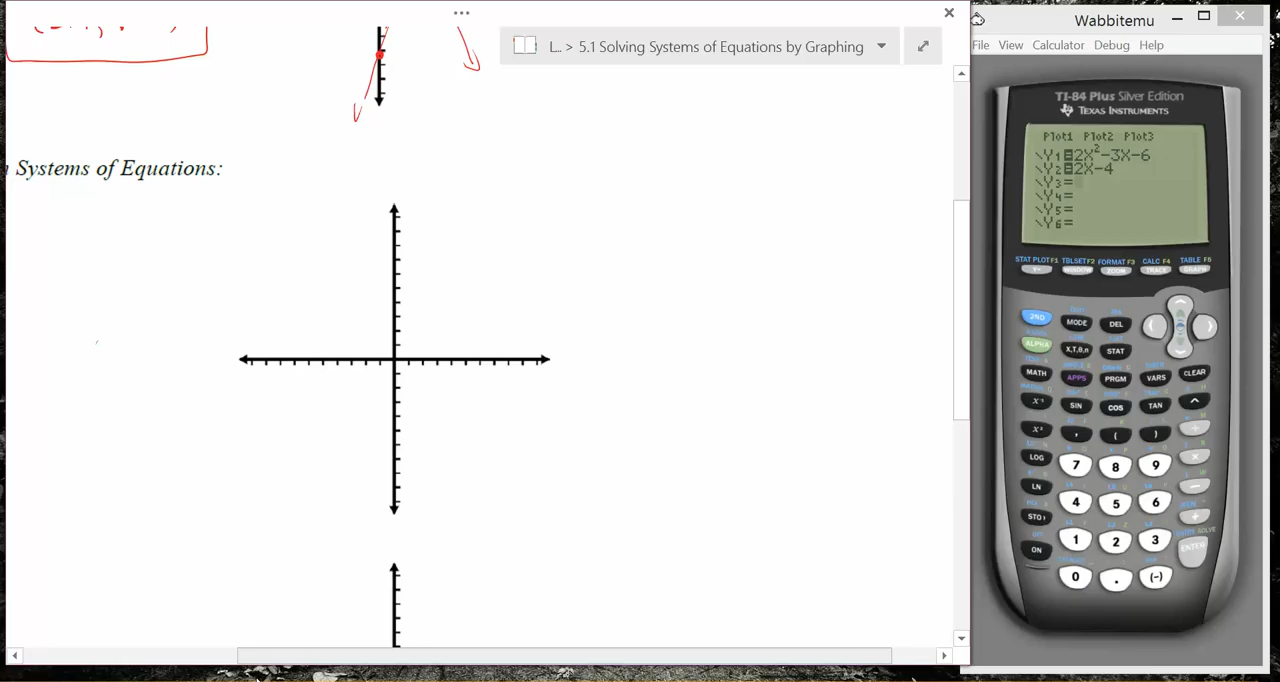 Wabbitemu
L... > 5.1 Solving Systems of Equations by Graphing
File View Calculator Debug Help
TI-84 Plus Silver Edition
TEXAS INSTRUMENTS
Plot1 Plot2 Plot3
\Y1=2X²-3X-6
\Y2=2X-4
\Y3=
\Y4=
\Y5=
\Y6=
Systems of Equations:
STAT PLOT F1 TBLSET F2 FORMAT F3 CALC F4 TABLE F5
Y= WINDOW ZOOM TRACE GRAPH
2ND MODE DEL
ALPHA X,T,θ,n STAT
MATH APPS PRGM VARS CLEAR
SIN COS TAN ^
X² , ( ) ÷
LOG 7 8 9 ×
LN 4 5 6 −
STO› 1 2 3 +
ON 0 . (-) ENTER